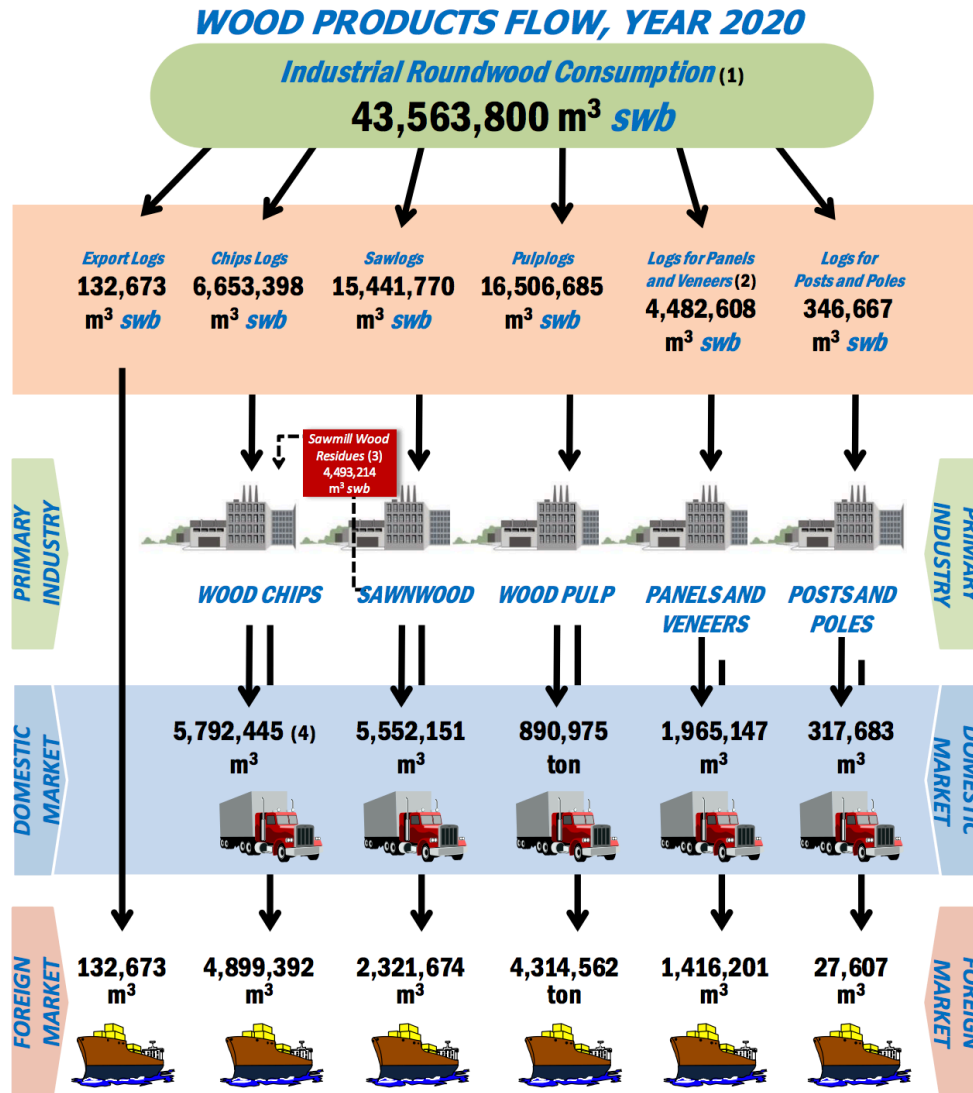 WOOD PRODUCTS FLOW, YEAR 2020
Industrial Roundwood Consumption (1)
43,563,800 m³ swb
Export Logs
132,673
m³ swb
Chips Logs
6,653,398
m³ swb
Sawlogs
15,441,770
m³ swb
Pulplogs
16,506,685
m³ swb
Logs for Panels
and Veneers (2)
4,482,608
m³ swb
Logs for
Posts and Poles
346,667
m³ swb
Sawmill Wood
Residues (3)
4,493,214
m³ swb
PRIMARY
INDUSTRY
PRIMARY
INDUSTRY
WOOD CHIPS
SAWNWOOD
WOOD PULP
PANELS AND
VENEERS
POSTS AND
POLES
DOMESTIC
MARKET
5,792,445 (4)
m³
5,552,151
m³
890,975
ton
1,965,147
m³
317,683
m³
DOMESTIC
MARKET
FOREIGN
MARKET
132,673
m³
4,899,392
m³
2,321,674
m³
4,314,562
ton
1,416,201
m³
27,607
m³
FOREIGN
MARKET